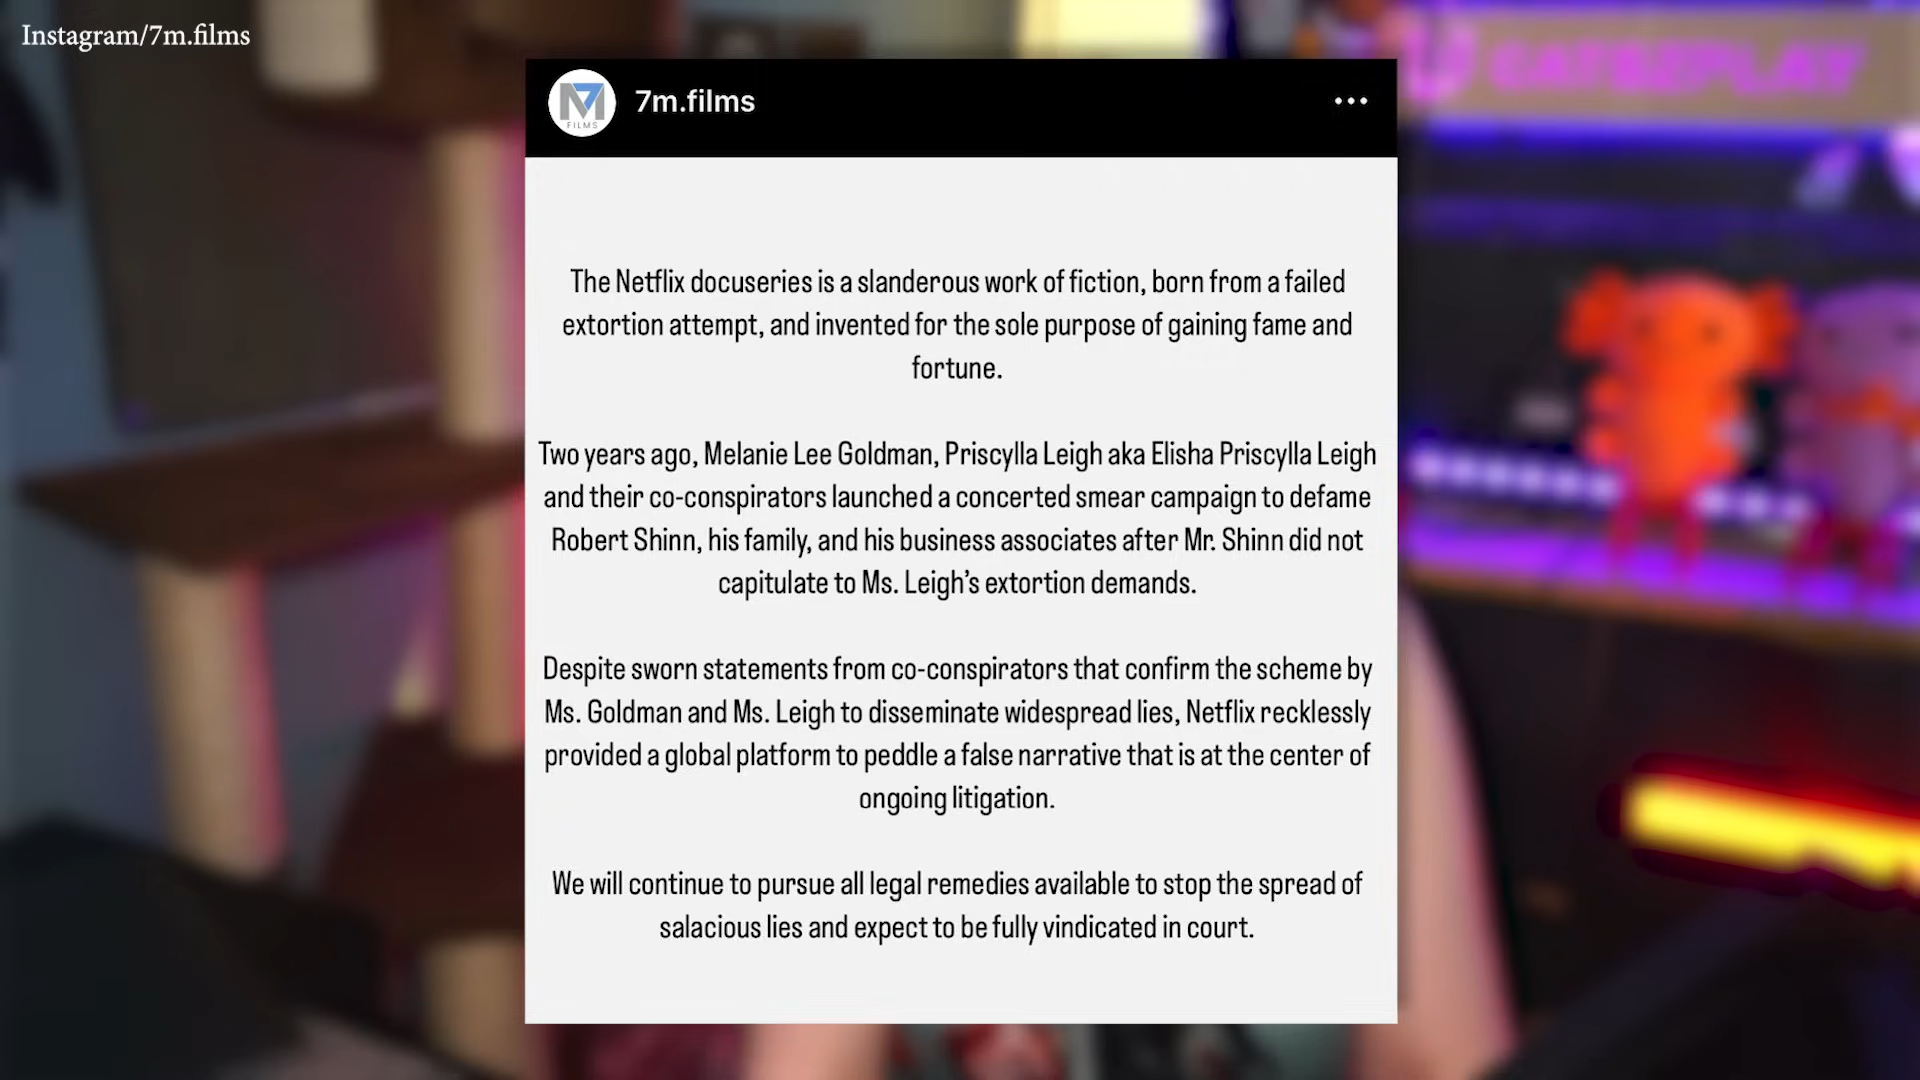 Instagram/7m.films
CATSZPLAY
M7
FILMS
7m.films
The Netflix docuseries is a slanderous work of fiction, born from a failed
extortion attempt, and invented for the sole purpose of gaining fame and
fortune.
Two years ago, Melanie Lee Goldman, Priscylla Leigh aka Elisha Priscylla Leigh
and their co-conspirators launched a concerted smear campaign to defame
Robert Shinn, his family, and his business associates after Mr. Shinn did not
capitulate to Ms. Leigh’s extortion demands.
Despite sworn statements from co-conspirators that confirm the scheme by
Ms. Goldman and Ms. Leigh to disseminate widespread lies, Netflix recklessly
provided a global platform to peddle a false narrative that is at the center of
ongoing litigation.
We will continue to pursue all legal remedies available to stop the spread of
salacious lies and expect to be fully vindicated in court.